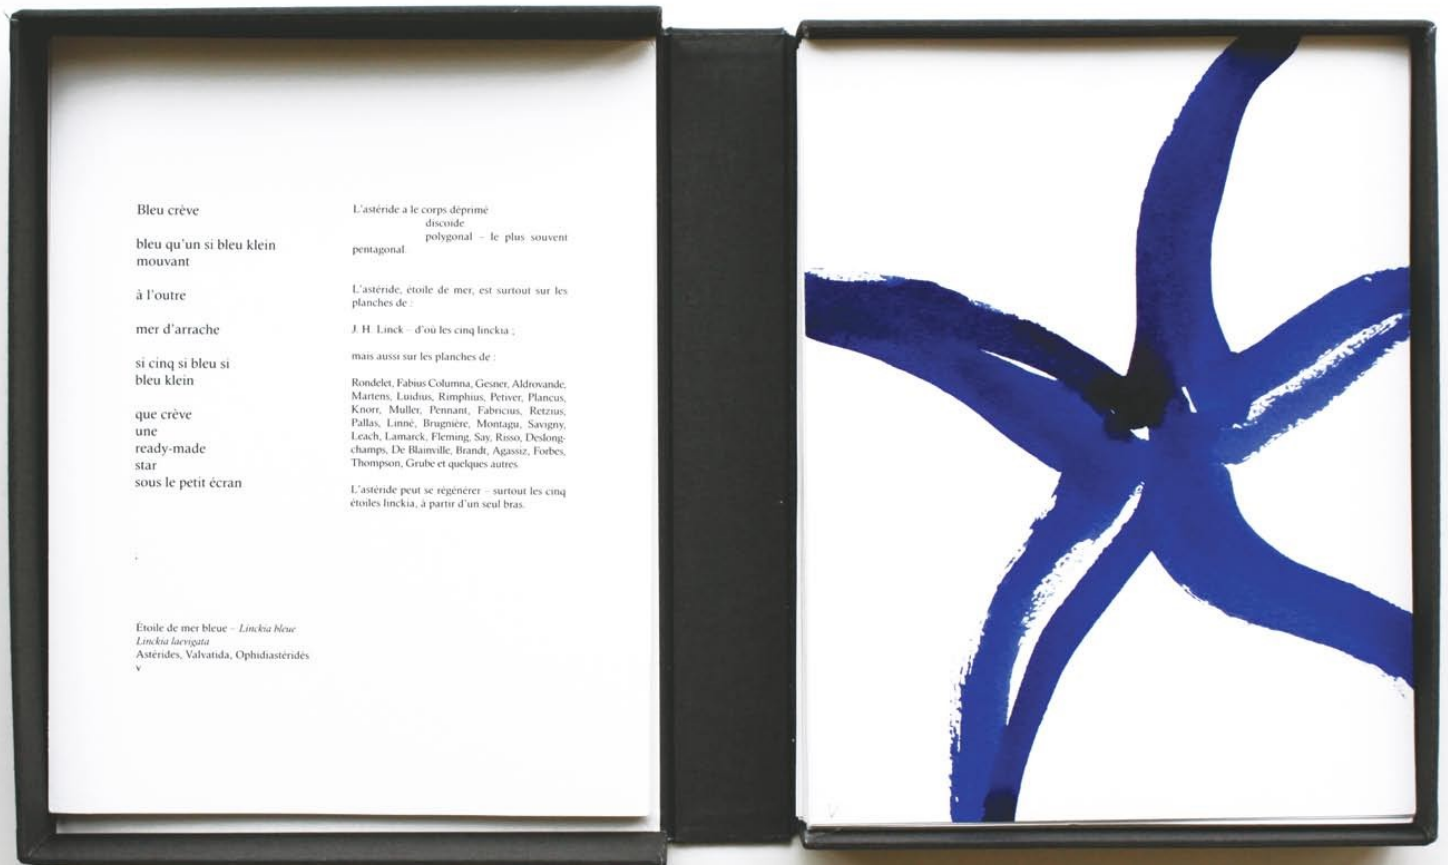 Bleu crève
bleu qu'un si bleu klein
mouvant
à l'outre
mer d'arrache
si cinq si bleu si
bleu klein
que crève
une
ready-made
star
sous le petit écran
Étoile de mer bleue – Linckia bleue
Linckia laevigata
Astérides, Valvatida, Ophidiastéridés
v
L'astéride a le corps déprimé
discoïde
polygonal – le plus souvent
pentagonal.
L'astéride, étoile de mer, est surtout sur les
planches de :
J. H. Linck – d'où les cinq linckia ;
mais aussi sur les planches de :
Rondelet, Fabius Columna, Gesner, Aldrovande,
Martens, Luidius, Rimphius, Petiver, Plancus,
Knorr, Muller, Pennant, Fabricius, Retzius,
Pallas, Linné, Brugnière, Montagu, Savigny,
Leach, Lamarck, Fleming, Say, Risso, Deslong-
champs, De Blainville, Brandt, Agassiz, Forbes,
Thompson, Grube et quelques autres.
L'astéride peut se régénérer – surtout les cinq
étoiles linckia, à partir d'un seul bras.
V